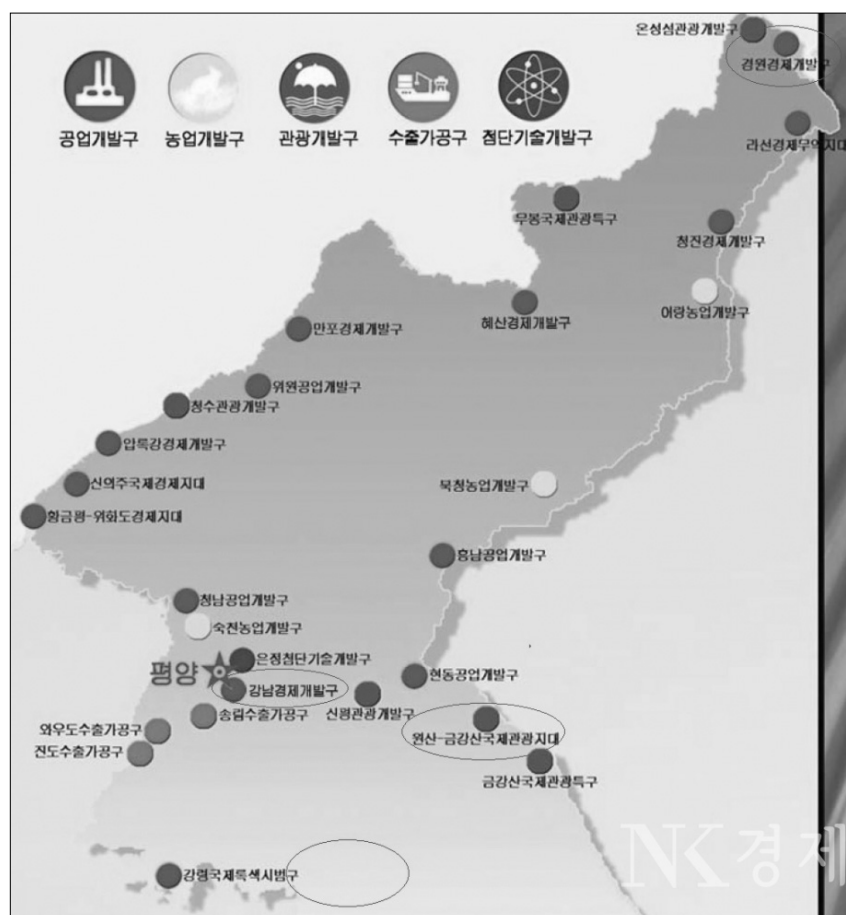 온성섬관광개발구
경원경제개발구
공업개발구 농업개발구 관광개발구 수출가공구 첨단기술개발구
라선경제무역지대
무봉국제관광특구
청진경제개발구
어랑농업개발구
혜산경제개발구
만포경제개발구
위원공업개발구
청수관광개발구
압록강경제개발구
신의주국제경제지대
북청농업개발구
황금평-위화도경제지대
흥남공업개발구
청남공업개발구
숙천농업개발구
은정첨단기술개발구
평양
현동공업개발구
강남경제개발구
신평관광개발구
송림수출가공구
와우도수출가공구
원산-금강산국제관광지대
진도수출가공구
금강산국제관광특구
강령국제록색시범구
NK경제